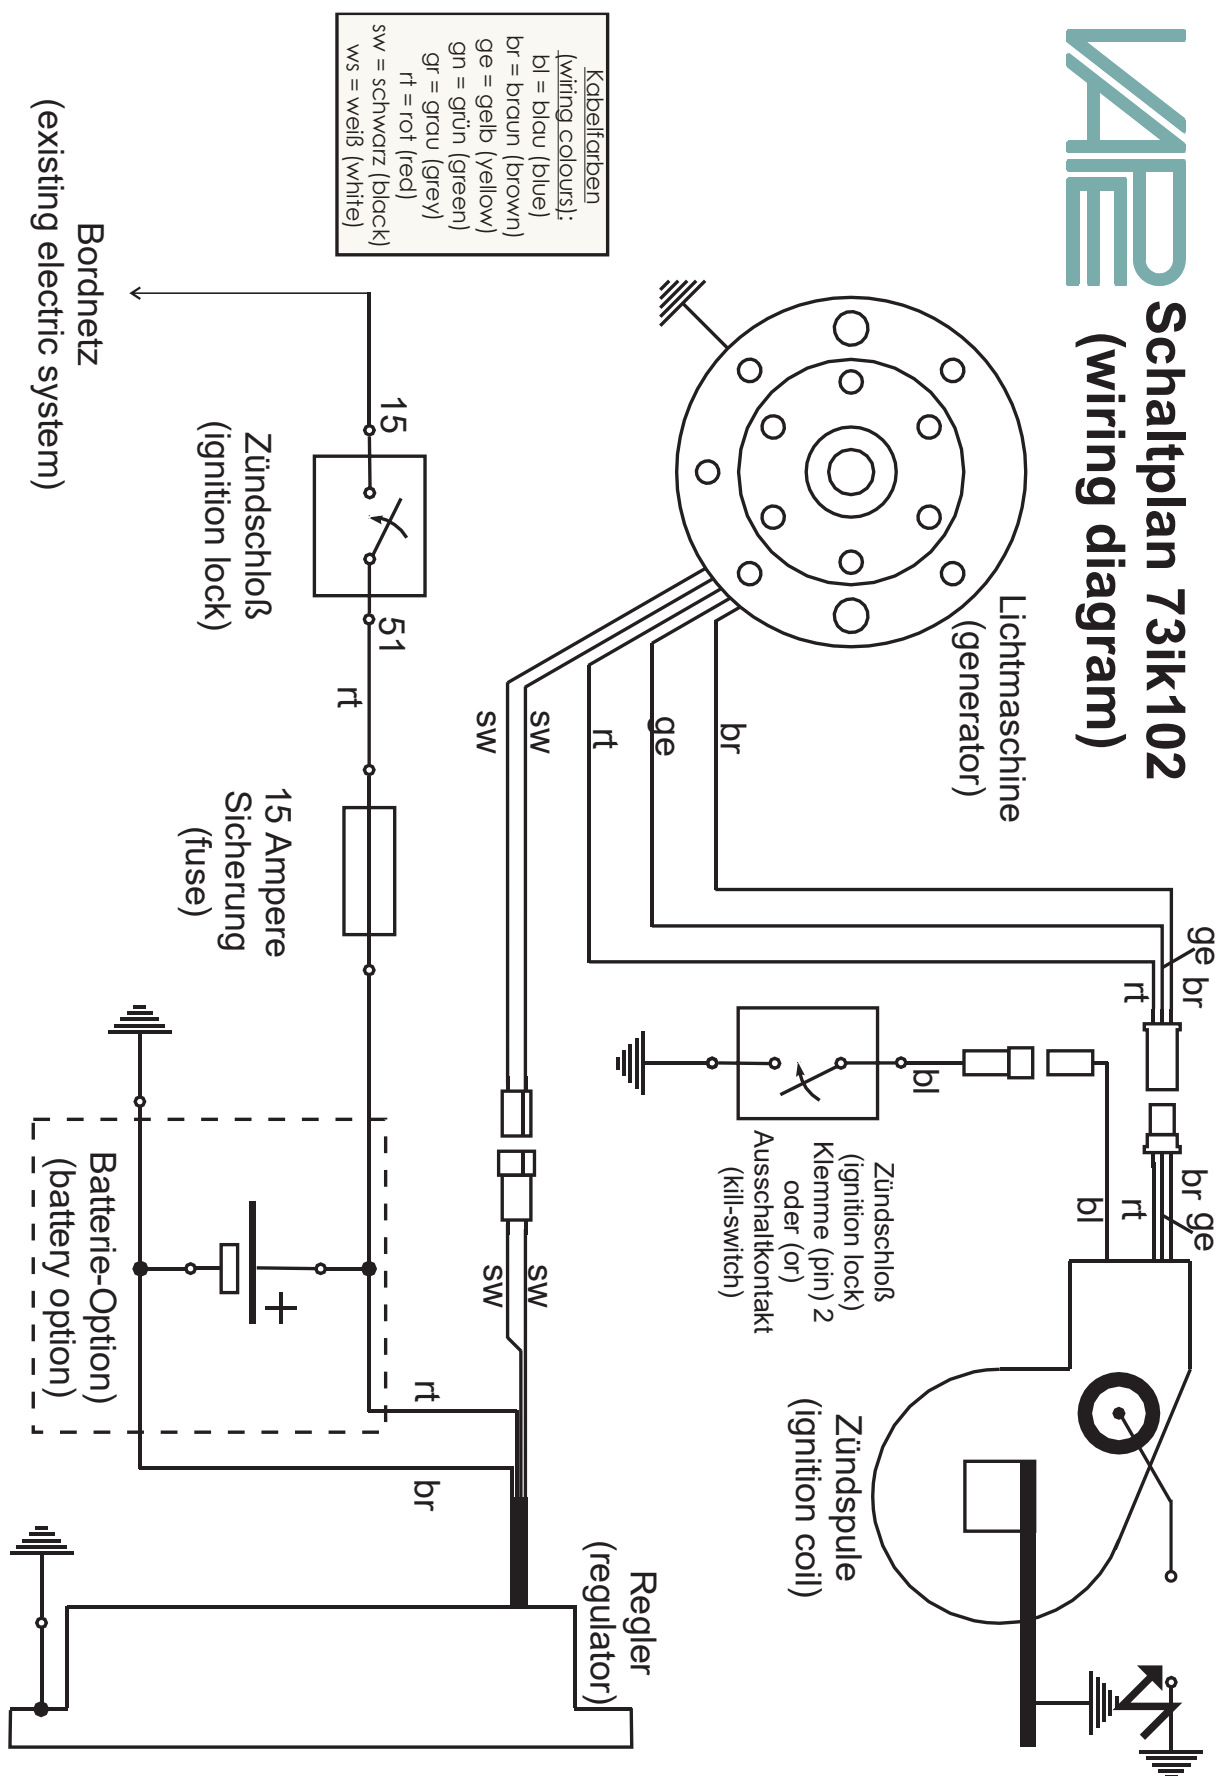 VAPE
Schaltplan 73ik102
(wiring diagram)
Lichtmaschine
(generator)
Kabelfarben
(wiring colours):
bl = blau (blue)
br = braun (brown)
ge = gelb (yellow)
gn = grün (green)
gr = grau (grey)
rt = rot (red)
sw = schwarz (black)
ws = weiß (white)
br
ge
rt
sw
sw
ge
br
rt
br ge
rt
bl
bl
Zündschloß
(ignition lock)
Klemme (pin) 2
oder (or)
Ausschaltkontakt
(kill-switch)
Zündspule
(ignition coil)
sw
sw
Regler
(regulator)
rt
br
15
51
rt
Zündschloß
(ignition lock)
15 Ampere
Sicherung
(fuse)
+
Batterie-Option)
(battery option)
Bordnetz
(existing electric system)